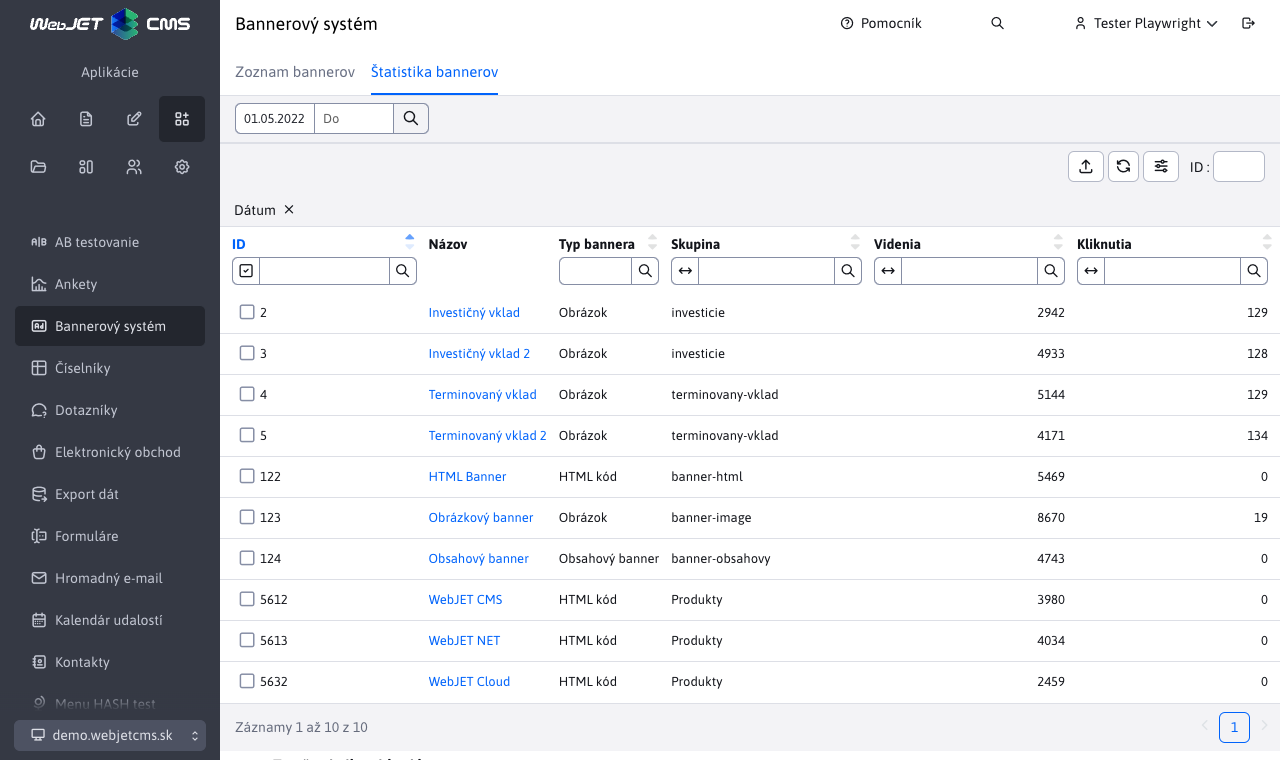 WebJET CMS
Bannerový systém
Pomocník
Tester Playwright
Aplikácie
Zoznam bannerov
Štatistika bannerov
01.05.2022
Do
ID :
Dátum ✕
ID
Názov
Typ bannera
Skupina
Videnia
Kliknutia
2 Investičný vklad Obrázok investicie 2942 129
3 Investičný vklad 2 Obrázok investicie 4933 128
4 Terminovaný vklad Obrázok terminovany-vklad 5144 129
5 Terminovaný vklad 2 Obrázok terminovany-vklad 4171 134
122 HTML Banner HTML kód banner-html 5469 0
123 Obrázkový banner Obrázok banner-image 8670 19
124 Obsahový banner Obsahový banner banner-obsahovy 4743 0
5612 WebJET CMS HTML kód Produkty 3980 0
5613 WebJET NET HTML kód Produkty 4034 0
5632 WebJET Cloud HTML kód Produkty 2459 0
Záznamy 1 až 10 z 10
1
AB testovanie
Ankety
Bannerový systém
Číselníky
Dotazníky
Elektronický obchod
Export dát
Formuláre
Hromadný e-mail
Kalendár udalostí
Kontakty
Menu HASH test
demo.webjetcms.sk